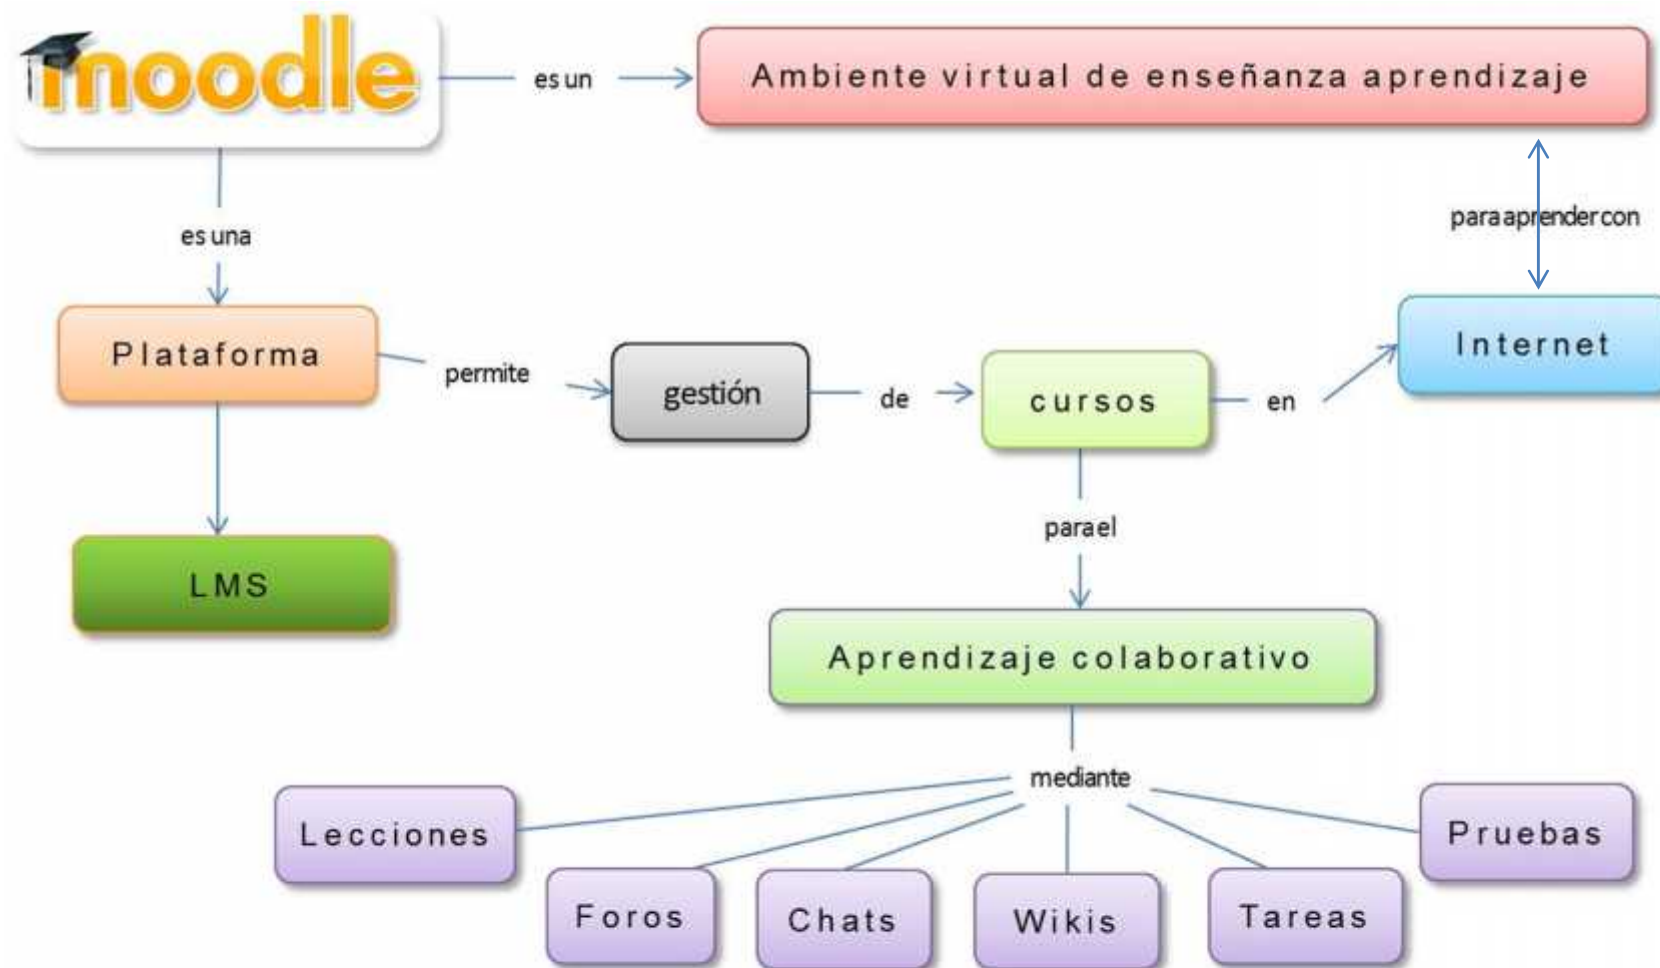 moodle
es un
Ambiente virtual de enseñanza aprendizaje
es una
para aprender con
Plataforma
permite
gestión
de
cursos
en
Internet
para el
LMS
Aprendizaje colaborativo
mediante
Lecciones
Foros
Chats
Wikis
Tareas
Pruebas